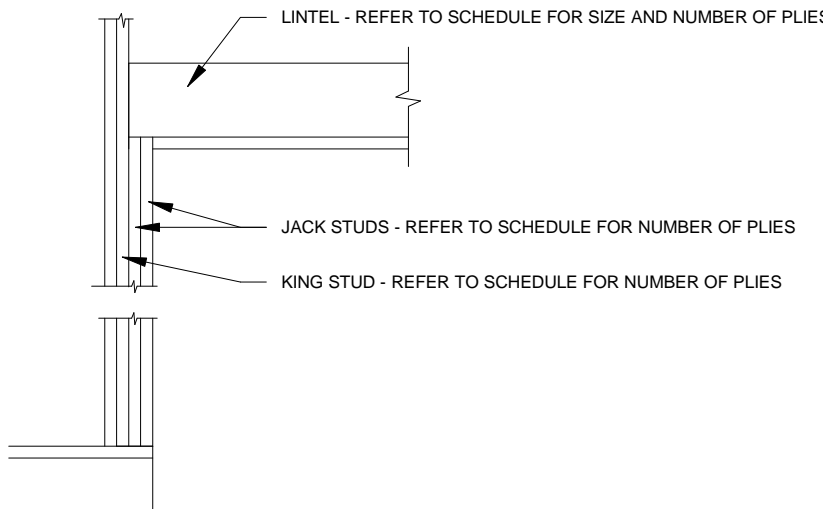 LINTEL - REFER TO SCHEDULE FOR SIZE AND NUMBER OF PLIES
JACK STUDS - REFER TO SCHEDULE FOR NUMBER OF PLIES
KING STUD - REFER TO SCHEDULE FOR NUMBER OF PLIES